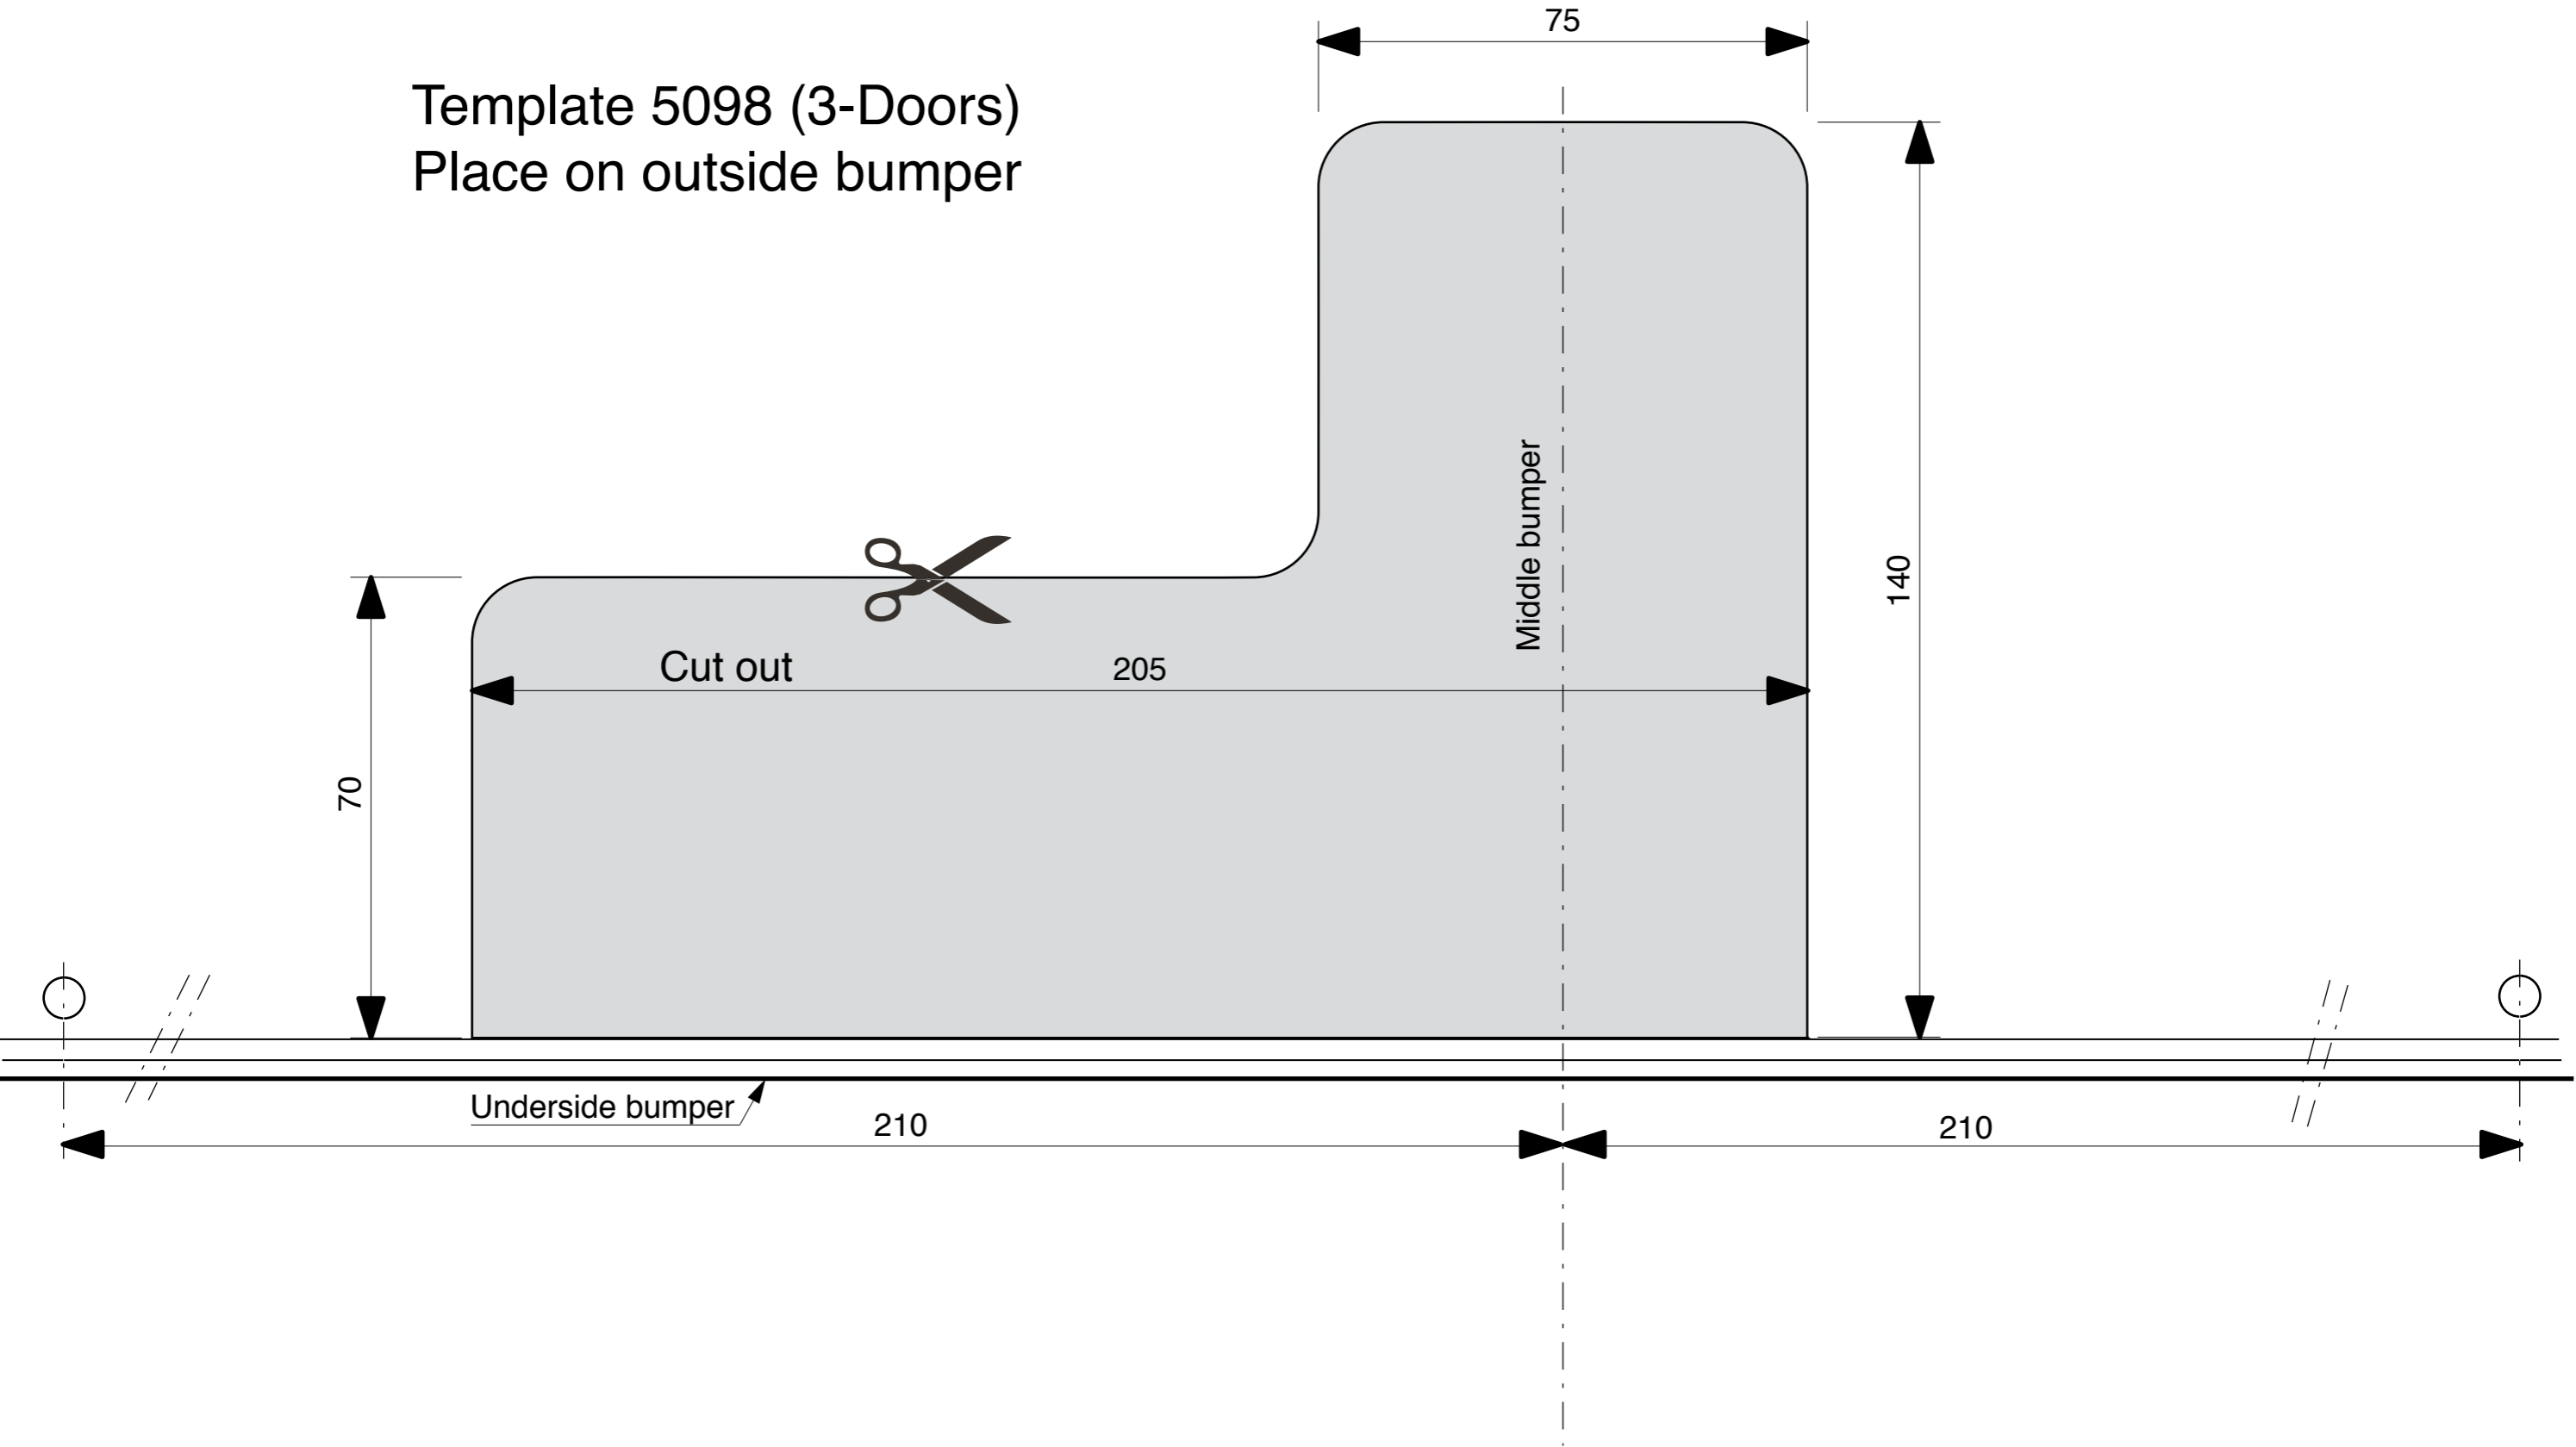 75
Template 5098 (3-Doors)
Place on outside bumper
Middle bumper
140
Cut out
205
70
Underside bumper
210
210